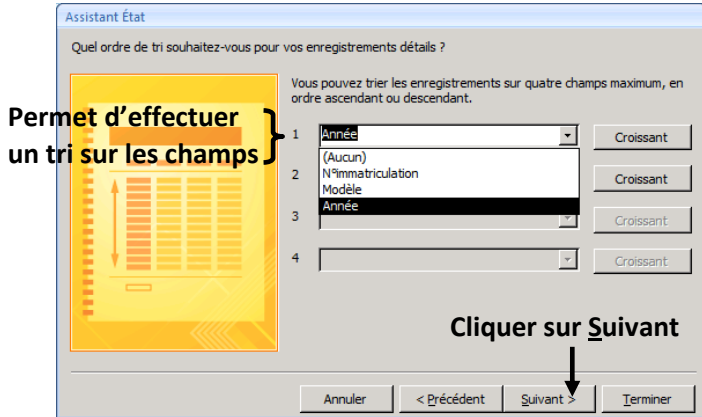 Assistant État
Quel ordre de tri souhaitez-vous pour vos enregistrements détails ?
Vous pouvez trier les enregistrements sur quatre champs maximum, en
ordre ascendant ou descendant.
Permet d’effectuer
un tri sur les champs
1 Année Croissant
(Aucun)
N°immatriculation
Modèle
Année
2 Croissant
3 Croissant
4 Croissant
Cliquer sur Suivant
Annuler < Précédent Suivant > Terminer